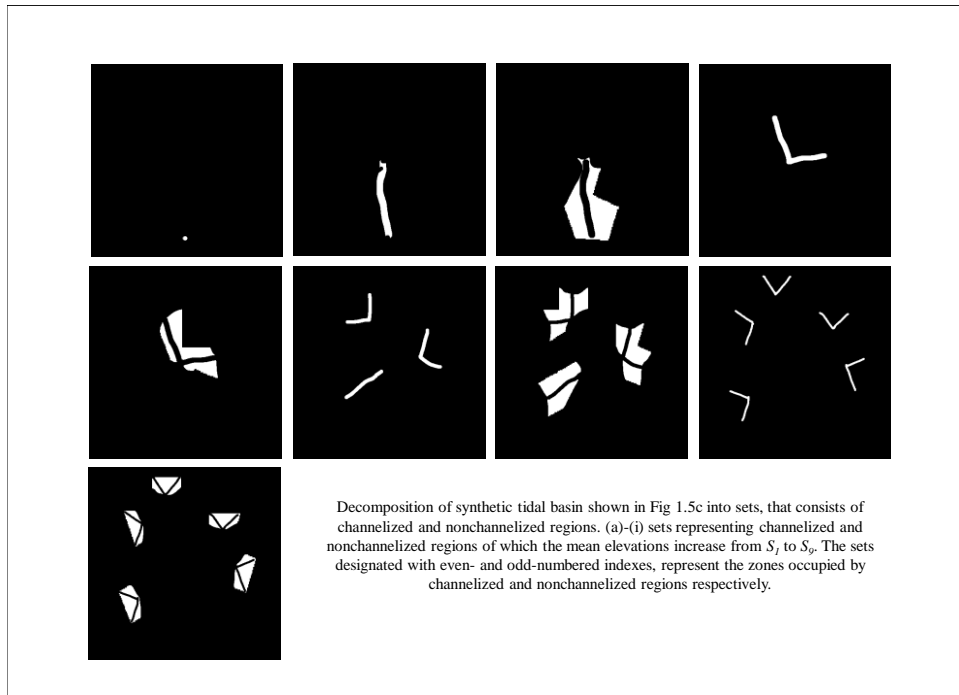 Decomposition of synthetic tidal basin shown in Fig 1.5c into sets, that consists of
channelized and nonchannelized regions. (a)-(i) sets representing channelized and
nonchannelized regions of which the mean elevations increase from S₁ to S₉. The sets
designated with even- and odd-numbered indexes, represent the zones occupied by
channelized and nonchannelized regions respectively.